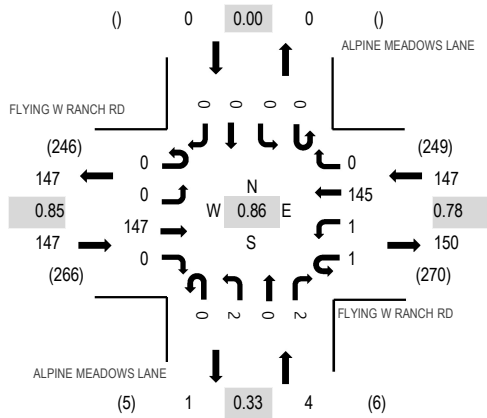 () 0 0.00 0 ()
ALPINE MEADOWS LANE
0 0 0 0
FLYING W RANCH RD
(246) (249)
147 0 0 147
0 N 145
0.85 W 0.86 E 0.78
147 1
147 S 150
0 1
(266) (270)
0 2 0 2
FLYING W RANCH RD
ALPINE MEADOWS LANE
(5) 1 0.33 4 (6)